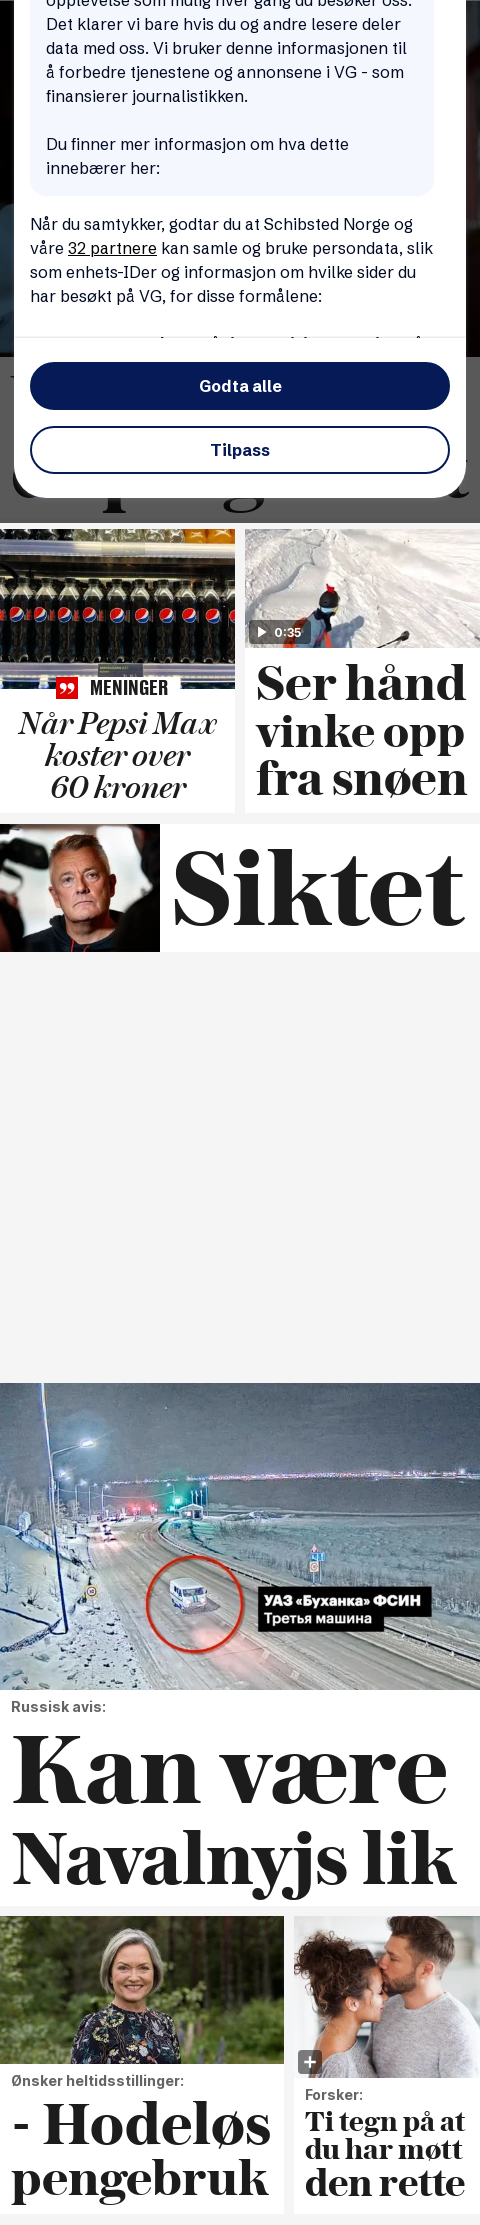 opplevelse som mulig hver gang du besøker oss.
Det klarer vi bare hvis du og andre lesere deler
data med oss. Vi bruker denne informasjonen til
å forbedre tjenestene og annonsene i VG - som
finansierer journalistikken.
Du finner mer informasjon om hva dette
innebærer her:
Når du samtykker, godtar du at Schibsted Norge og
våre 32 partnere kan samle og bruke persondata, slik
som enhets-IDer og informasjon om hvilke sider du
har besøkt på VG, for disse formålene:
Godta alle
Tilpass
MENINGER
Når Pepsi Max
koster over
60 kroner
0:35
Ser hånd
vinke opp
fra snøen
Siktet
УАЗ «Буханка» ФСИН
Третья машина
Russisk avis:
Kan være
Navalnyjs lik
Ønsker heltidsstillinger:
- Hodeløs
pengebruk
Forsker:
Ti tegn på at
du har møtt
den rette